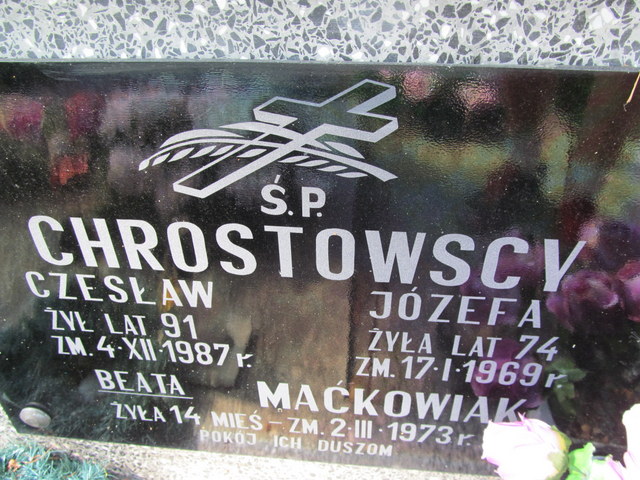 Ś.P.
CHROSTOWSCY
CZESŁAW JÓZEFA
ŻYŁ LAT 91 ŻYŁA LAT 74
ZM. 4·XII·1987 r. ZM. 17·I·1969 r.
BEATA MAĆKOWIAK
ŻYŁA 14 MIEŚ – ZM. 2·III·1973 r.
POKÓJ ICH DUSZOM